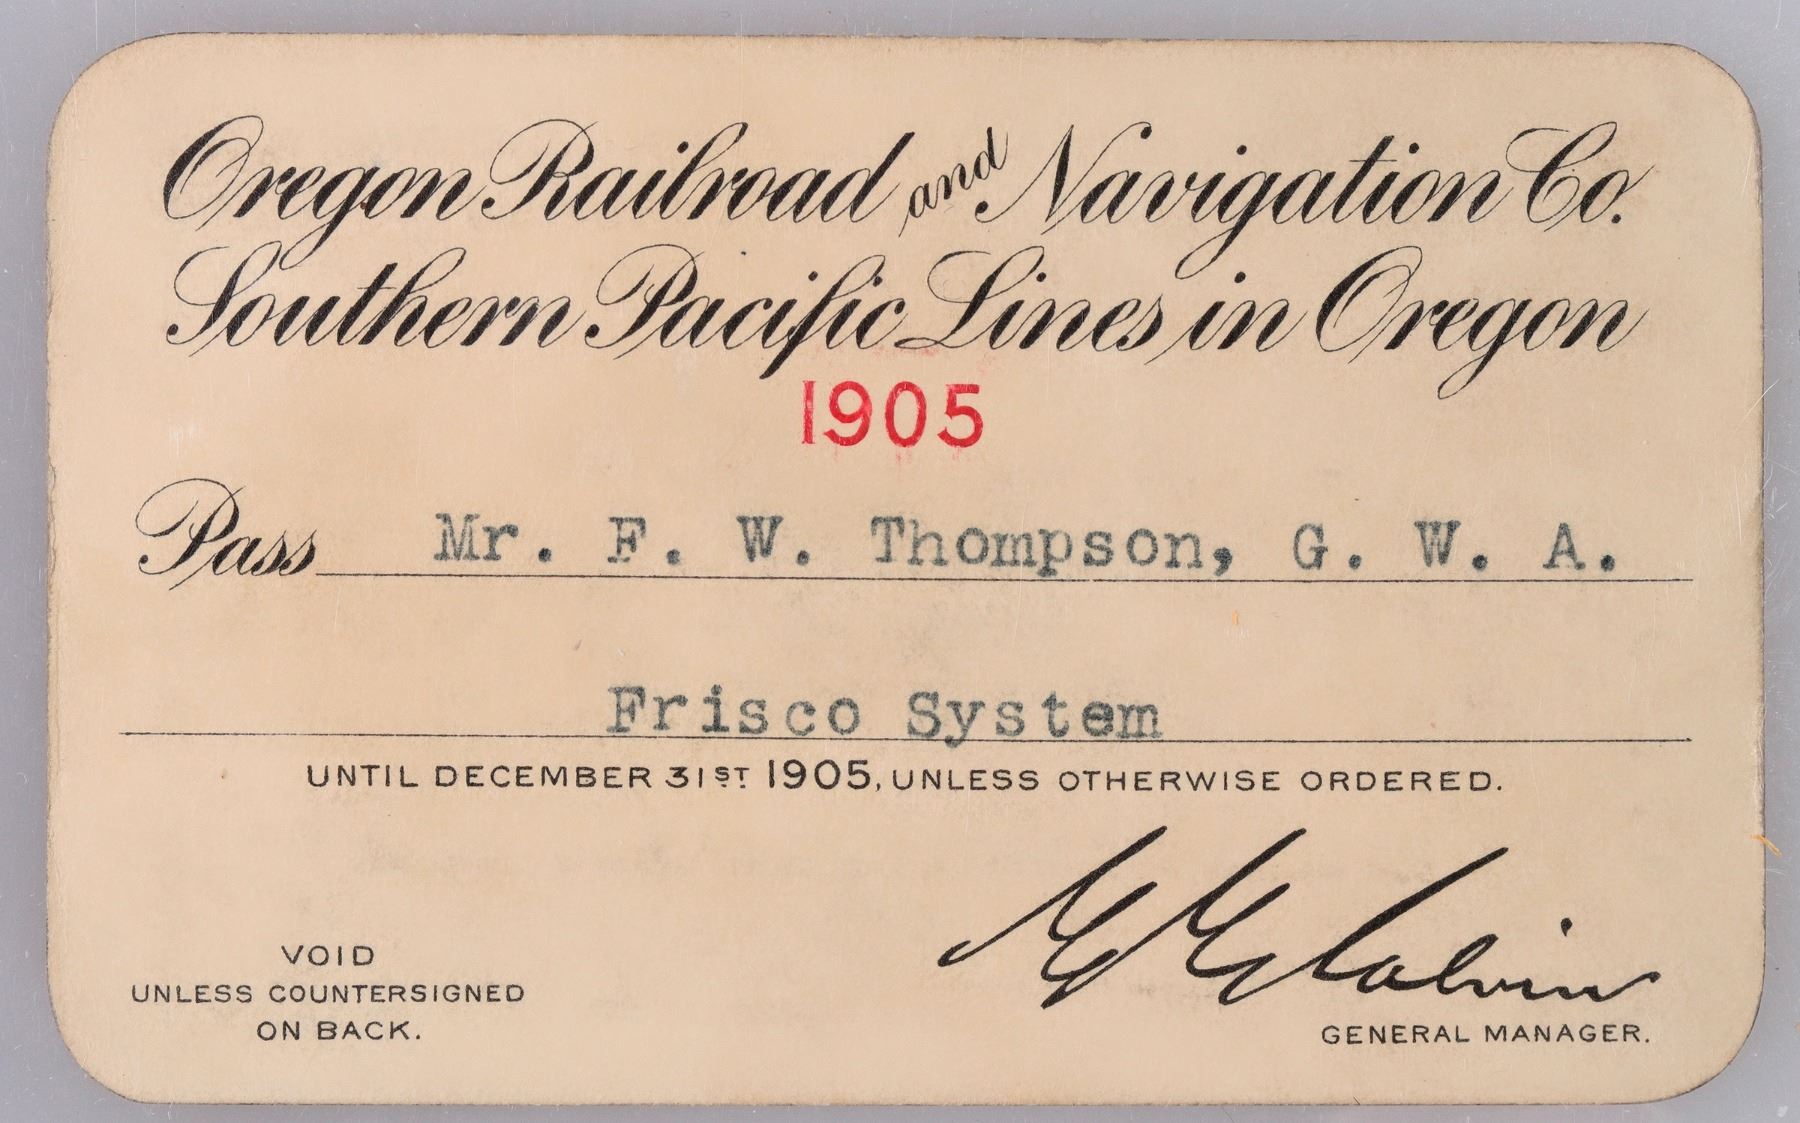 Oregon Railroad and Navigation Co.
Southern Pacific Lines in Oregon
1905
Pass Mr. F. W. Thompson, G. W. A.
Frisco System
UNTIL DECEMBER 31ST 1905, UNLESS OTHERWISE ORDERED.
VOID
UNLESS COUNTERSIGNED
ON BACK.
Calvin
GENERAL MANAGER.